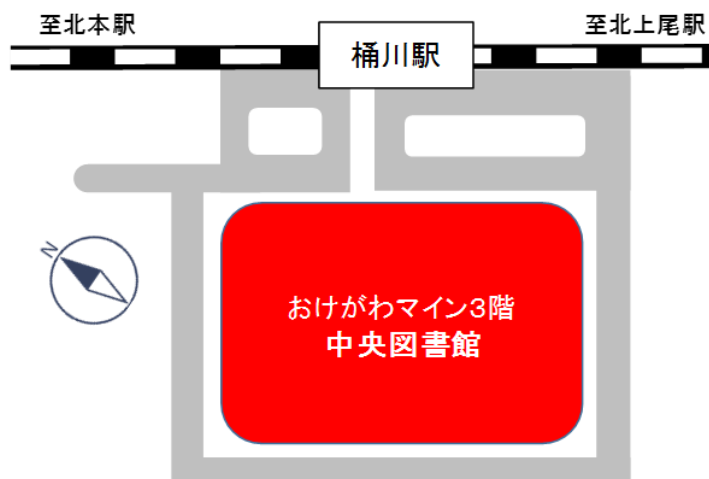 至北本駅
至北上尾駅
桶川駅
N
おけがわマイン3階
中央図書館